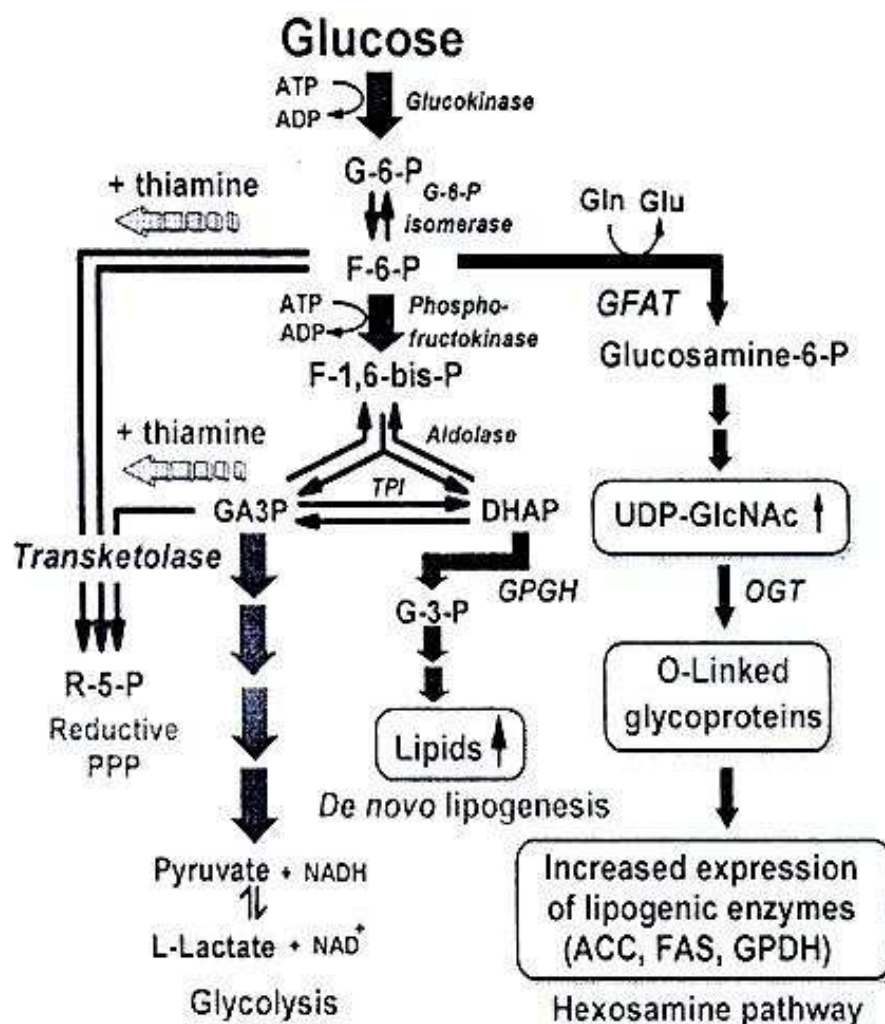 Glucose
ATP
ADP
Glucokinase
G-6-P
G-6-P
isomerase
+ thiamine
Gln Glu
F-6-P
ATP
ADP
Phospho-
fructokinase
GFAT
Glucosamine-6-P
F-1,6-bis-P
+ thiamine
Aldolase
TPI
GA3P
DHAP
UDP-GlcNAc
Transketolase
GPGH
OGT
G-3-P
R-5-P
Reductive
PPP
O-Linked
glycoproteins
Lipids
De novo lipogenesis
Pyruvate + NADH
L-Lactate + NAD+
Glycolysis
Increased expression
of lipogenic enzymes
(ACC, FAS, GPDH)
Hexosamine pathway